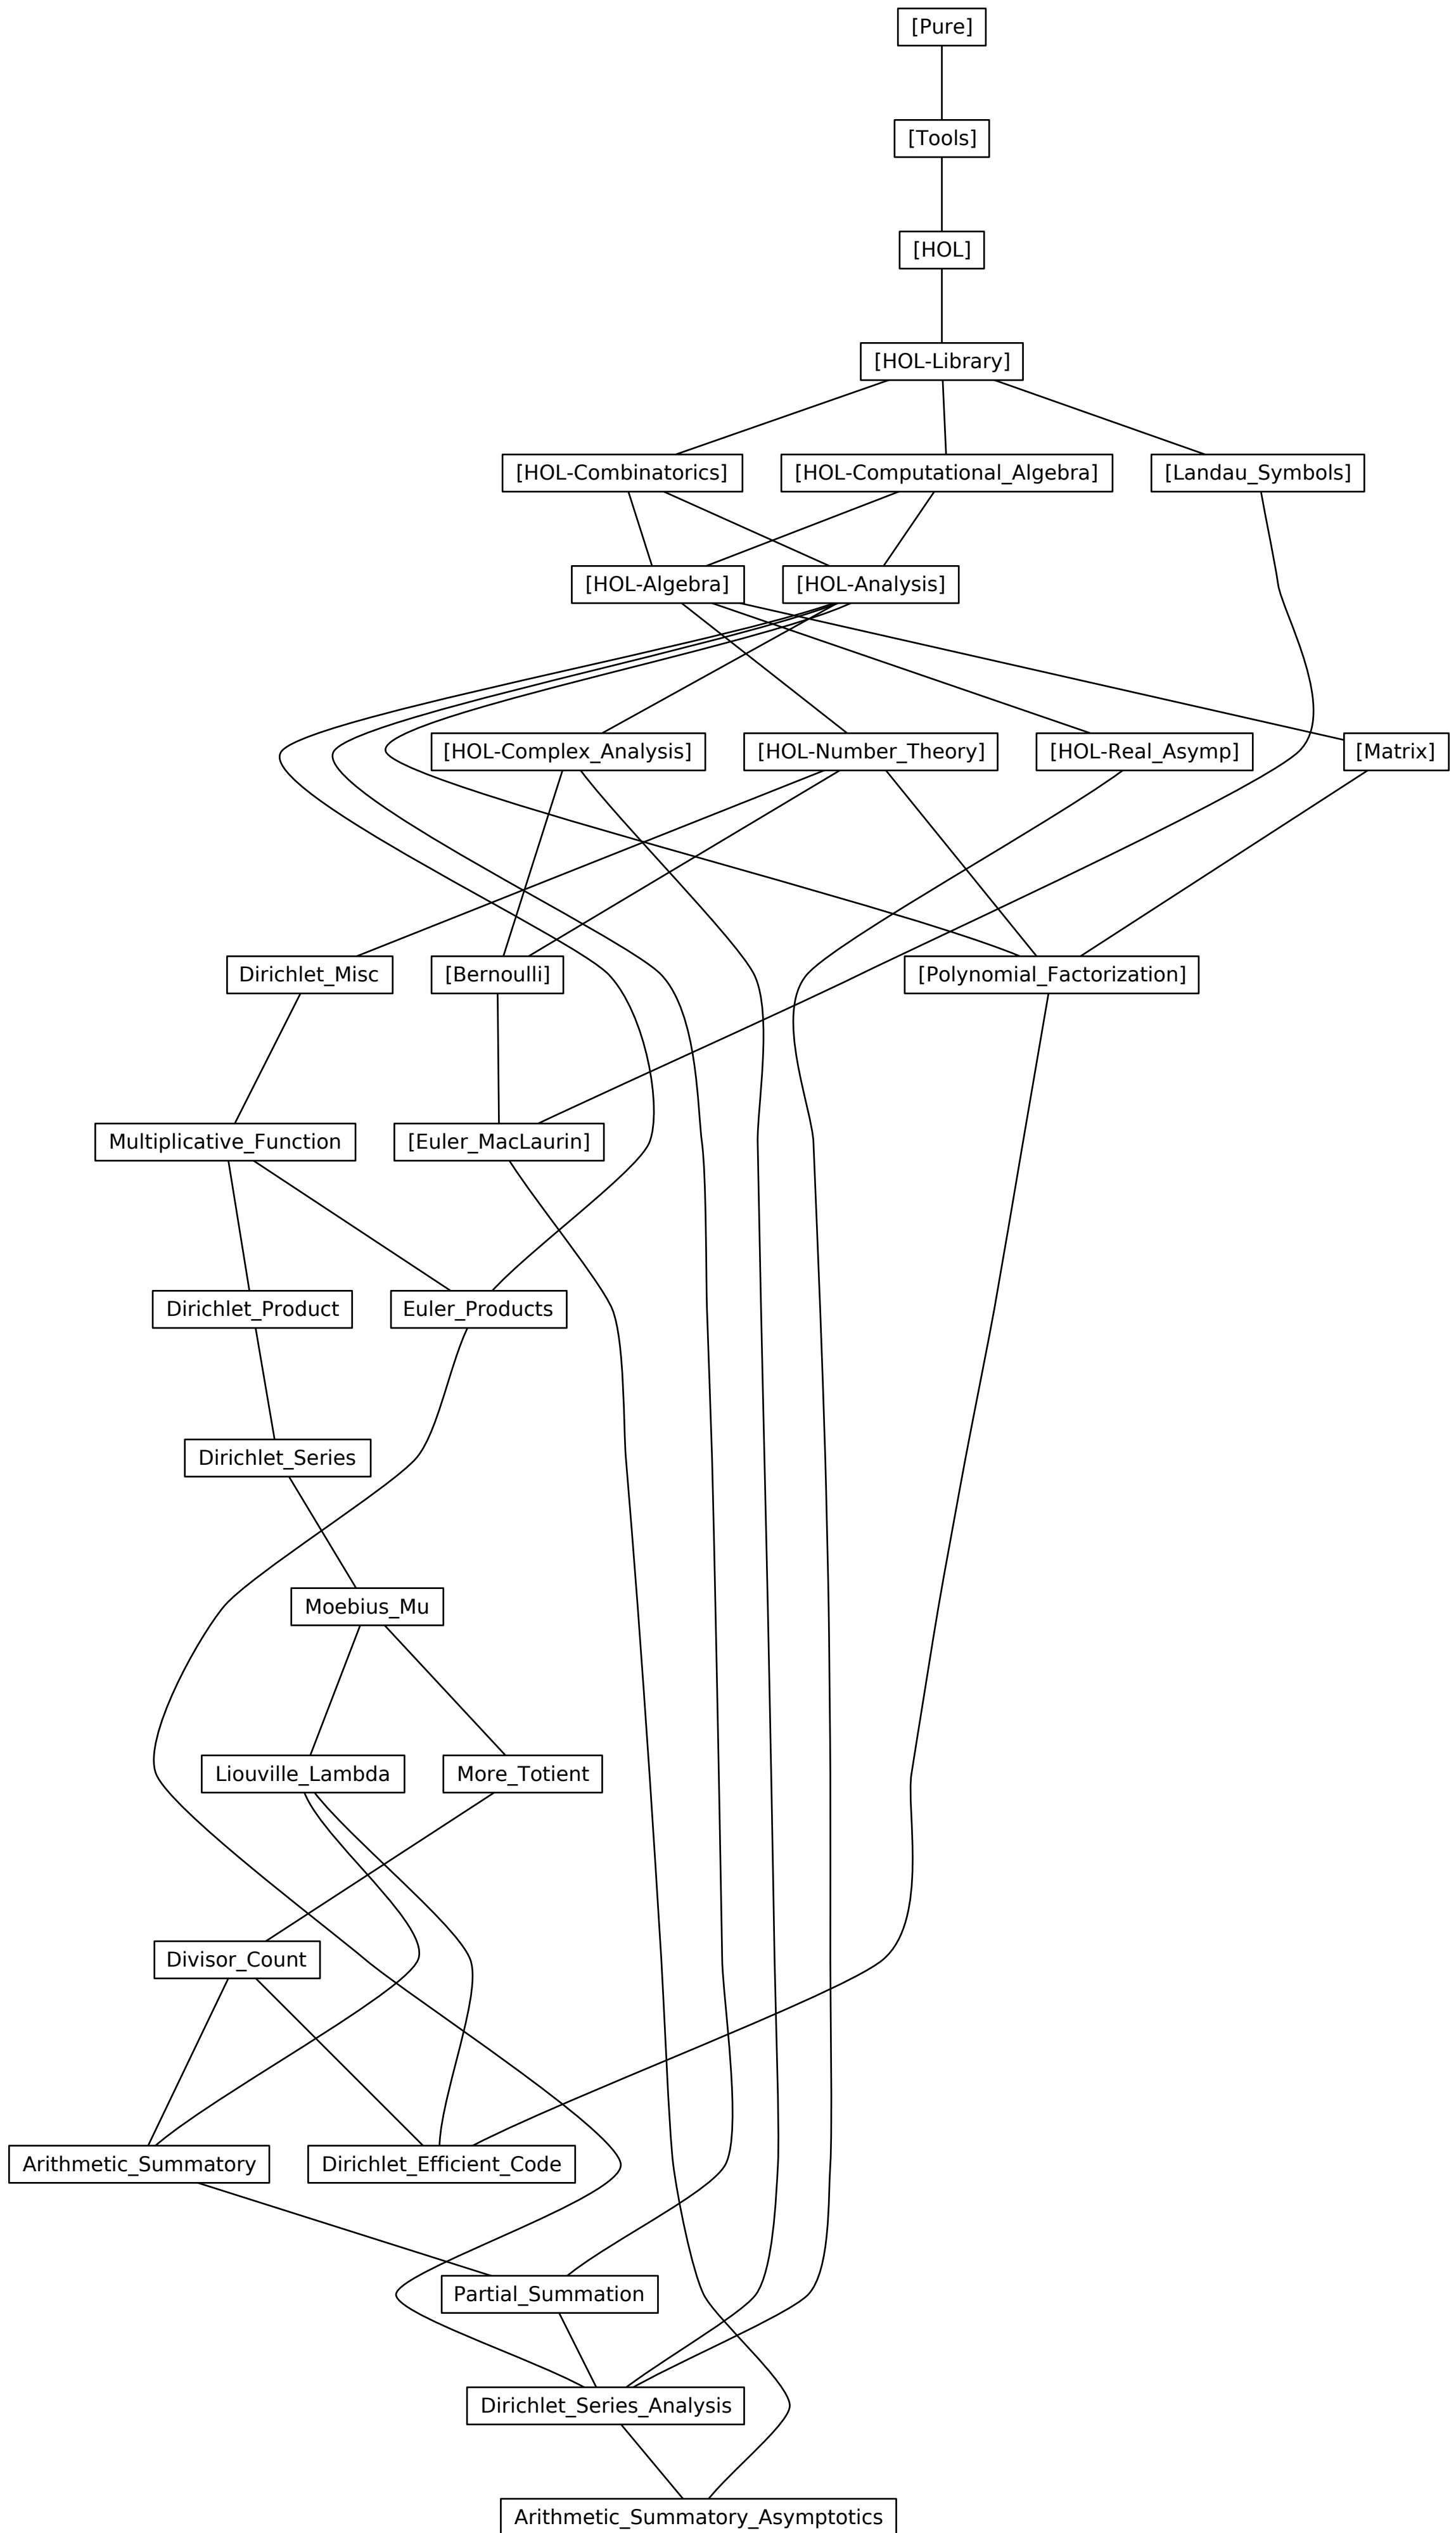 [Pure]
[Tools]
[HOL]
[HOL-Library]
[HOL-Combinatorics]
[HOL-Computational_Algebra]
[Landau_Symbols]
[HOL-Algebra]
[HOL-Analysis]
[HOL-Complex_Analysis]
[HOL-Number_Theory]
[HOL-Real_Asymp]
[Matrix]
Dirichlet_Misc
[Bernoulli]
[Polynomial_Factorization]
Multiplicative_Function
[Euler_MacLaurin]
Dirichlet_Product
Euler_Products
Dirichlet_Series
Moebius_Mu
Liouville_Lambda
More_Totient
Divisor_Count
Arithmetic_Summatory
Dirichlet_Efficient_Code
Partial_Summation
Dirichlet_Series_Analysis
Arithmetic_Summatory_Asymptotics